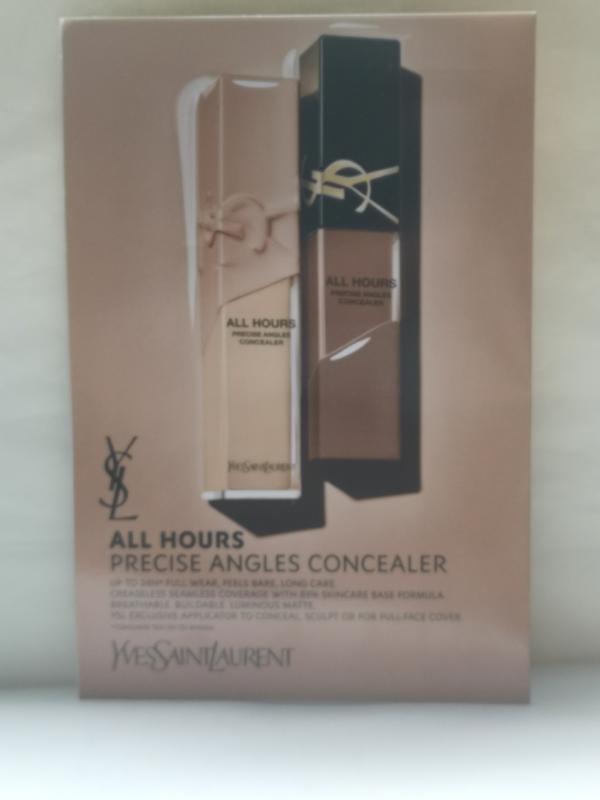 ALL HOURS
PRECISE ANGLES
CONCEALER
ALL HOURS
PRECISE ANGLES
CONCEALER
YVESSAINTLAURENT
YSL
ALL HOURS
PRECISE ANGLES CONCEALER
UP TO 24H* FULL WEAR, FEELS BARE, LONG CARE.
CREASELESS SEAMLESS COVERAGE WITH 85% SKINCARE BASE FORMULA.
BREATHABLE. BUILDABLE. LUMINOUS MATTE.
YSL EXCLUSIVE APPLICATOR TO CONCEAL, SCULPT OR FOR FULL-FACE COVER.
YVESSAINTLAURENT